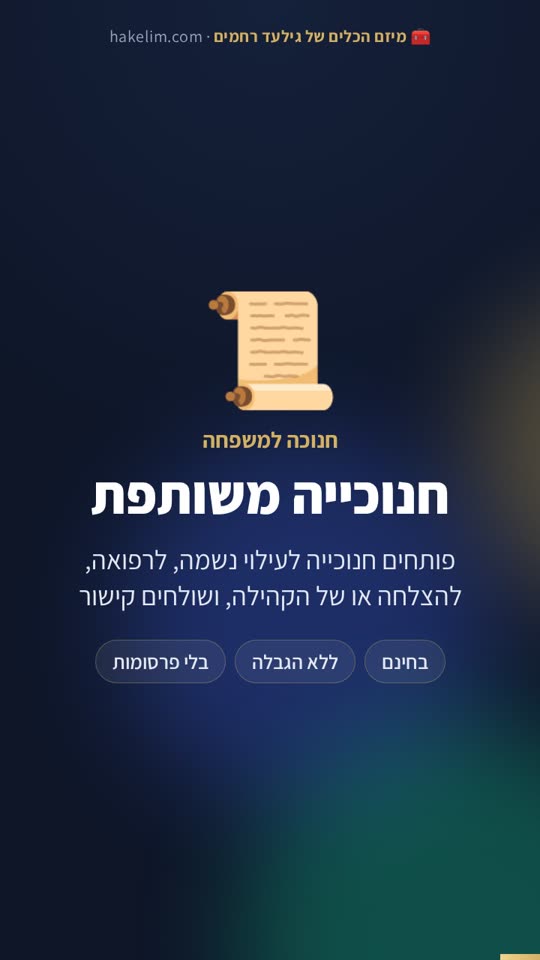 🧰 מיזם הכלים של גילעד רחמים · hakelim.com
חנוכה למשפחה
חנוכייה משותפת
פותחים חנוכייה לעילוי נשמה, לרפואה,
להצלחה או של הקהילה, ושולחים קישור
בחינם
ללא הגבלה
בלי פרסומות